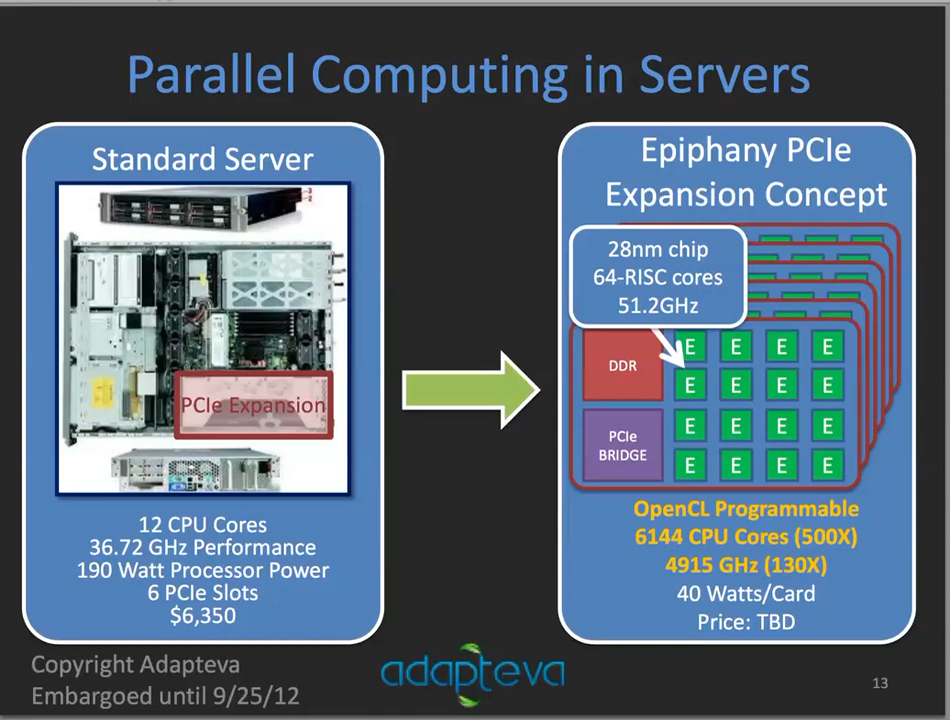 Parallel Computing in Servers
Standard Server
PCIe Expansion
12 CPU Cores
36.72 GHz Performance
190 Watt Processor Power
6 PCIe Slots
$6,350
Epiphany PCIe
Expansion Concept
28nm chip
64-RISC cores
51.2GHz
DDR
E E E E
E E E E
PCIe
BRIDGE
E E E E
E E E E
OpenCL Programmable
6144 CPU Cores (500X)
4915 GHz (130X)
40 Watts/Card
Price: TBD
Copyright Adapteva
Embargoed until 9/25/12
adapteva
13